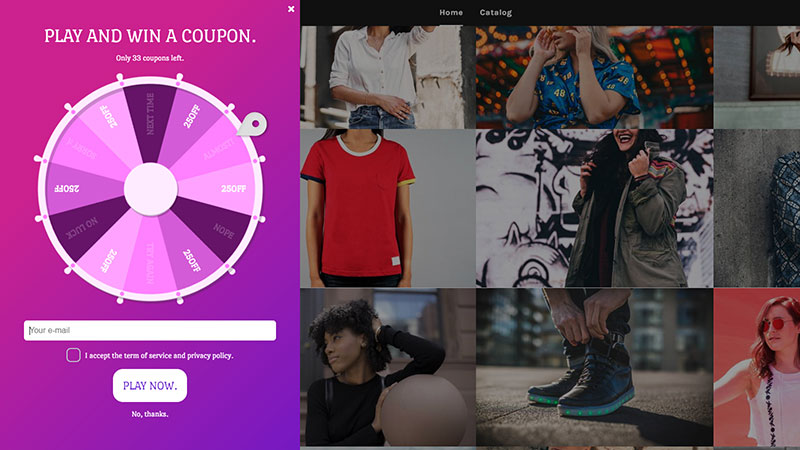 Home
Catalog
PLAY AND WIN A COUPON.
Only 33 coupons left.
NEXT TIME
25OFF
ALMOST!
25OFF
NOPE!
25OFF
TRY AGAIN
25OFF
NO LUCK
25OFF
25OFF
Your e-mail
I accept the term of service and privacy policy.
PLAY NOW.
No, thanks.